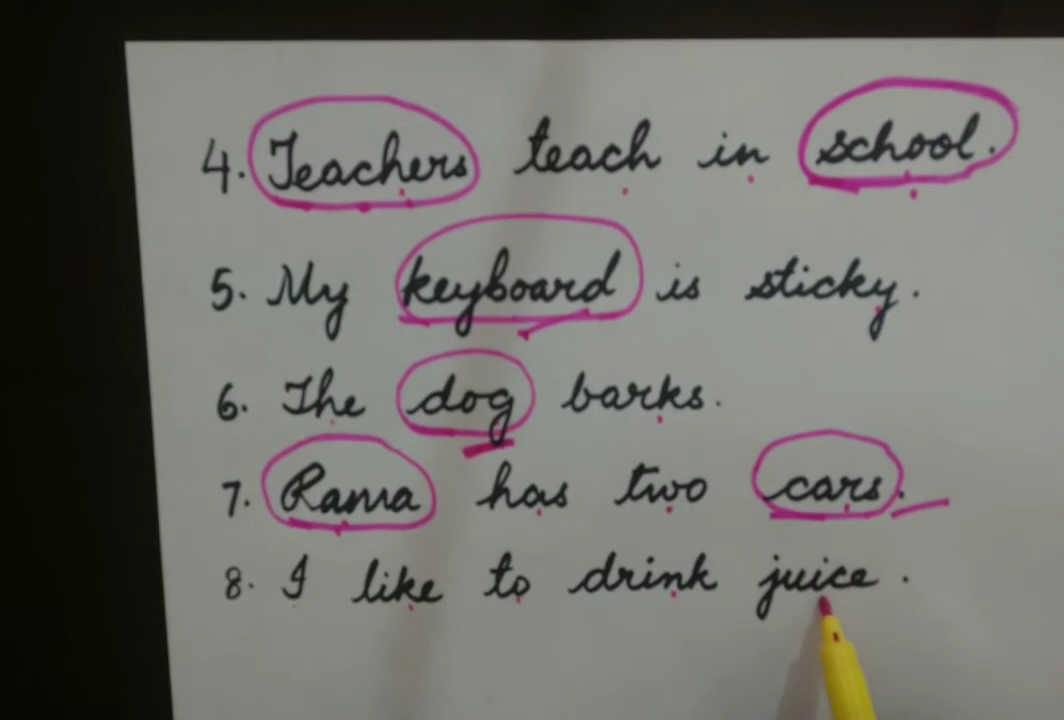 4. Teachers teach in school.
5. My keyboard is sticky.
6. The dog barks.
7. Rama has two cars.
8. I like to drink juice.